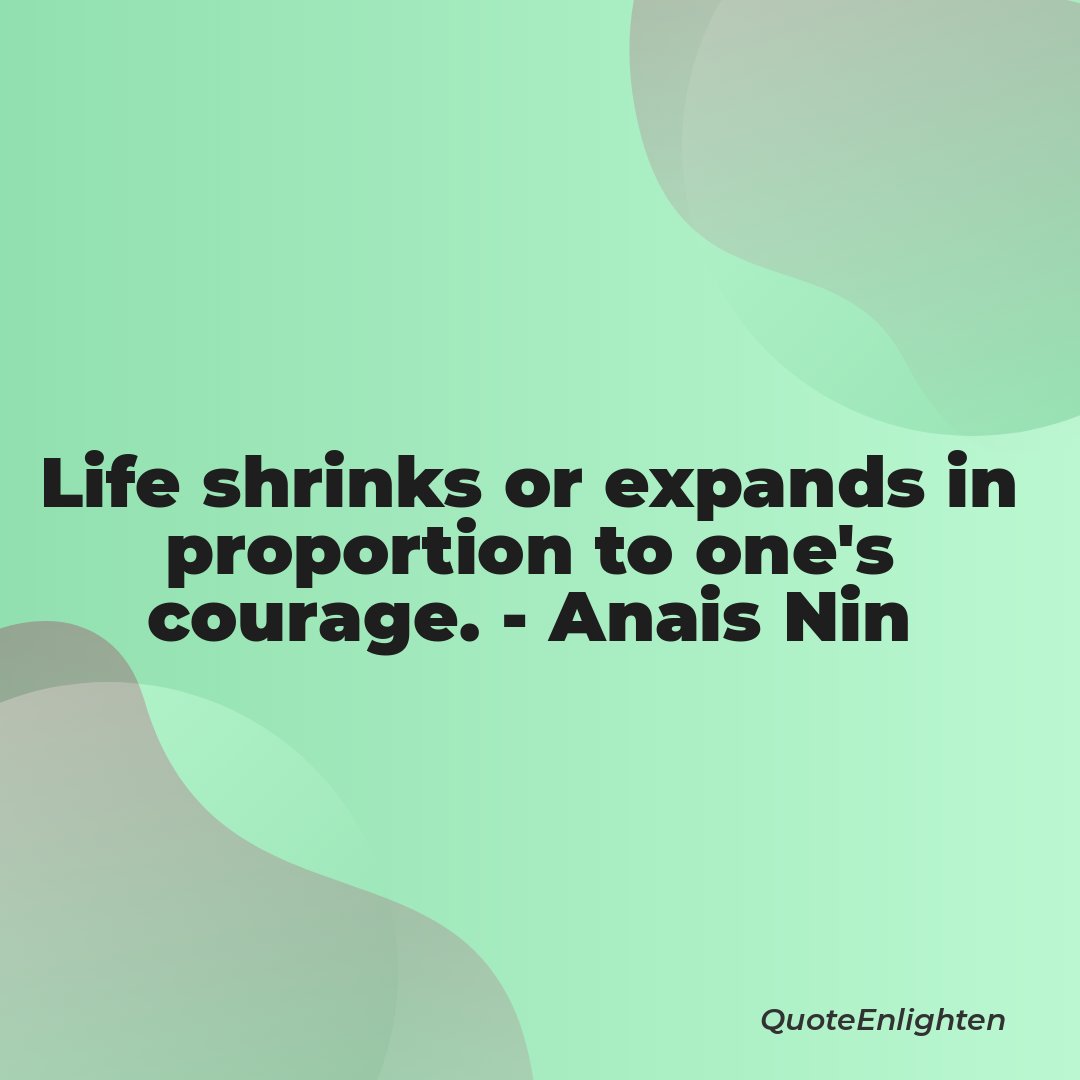 Life shrinks or expands in
proportion to one's
courage. - Anais Nin
QuoteEnlighten